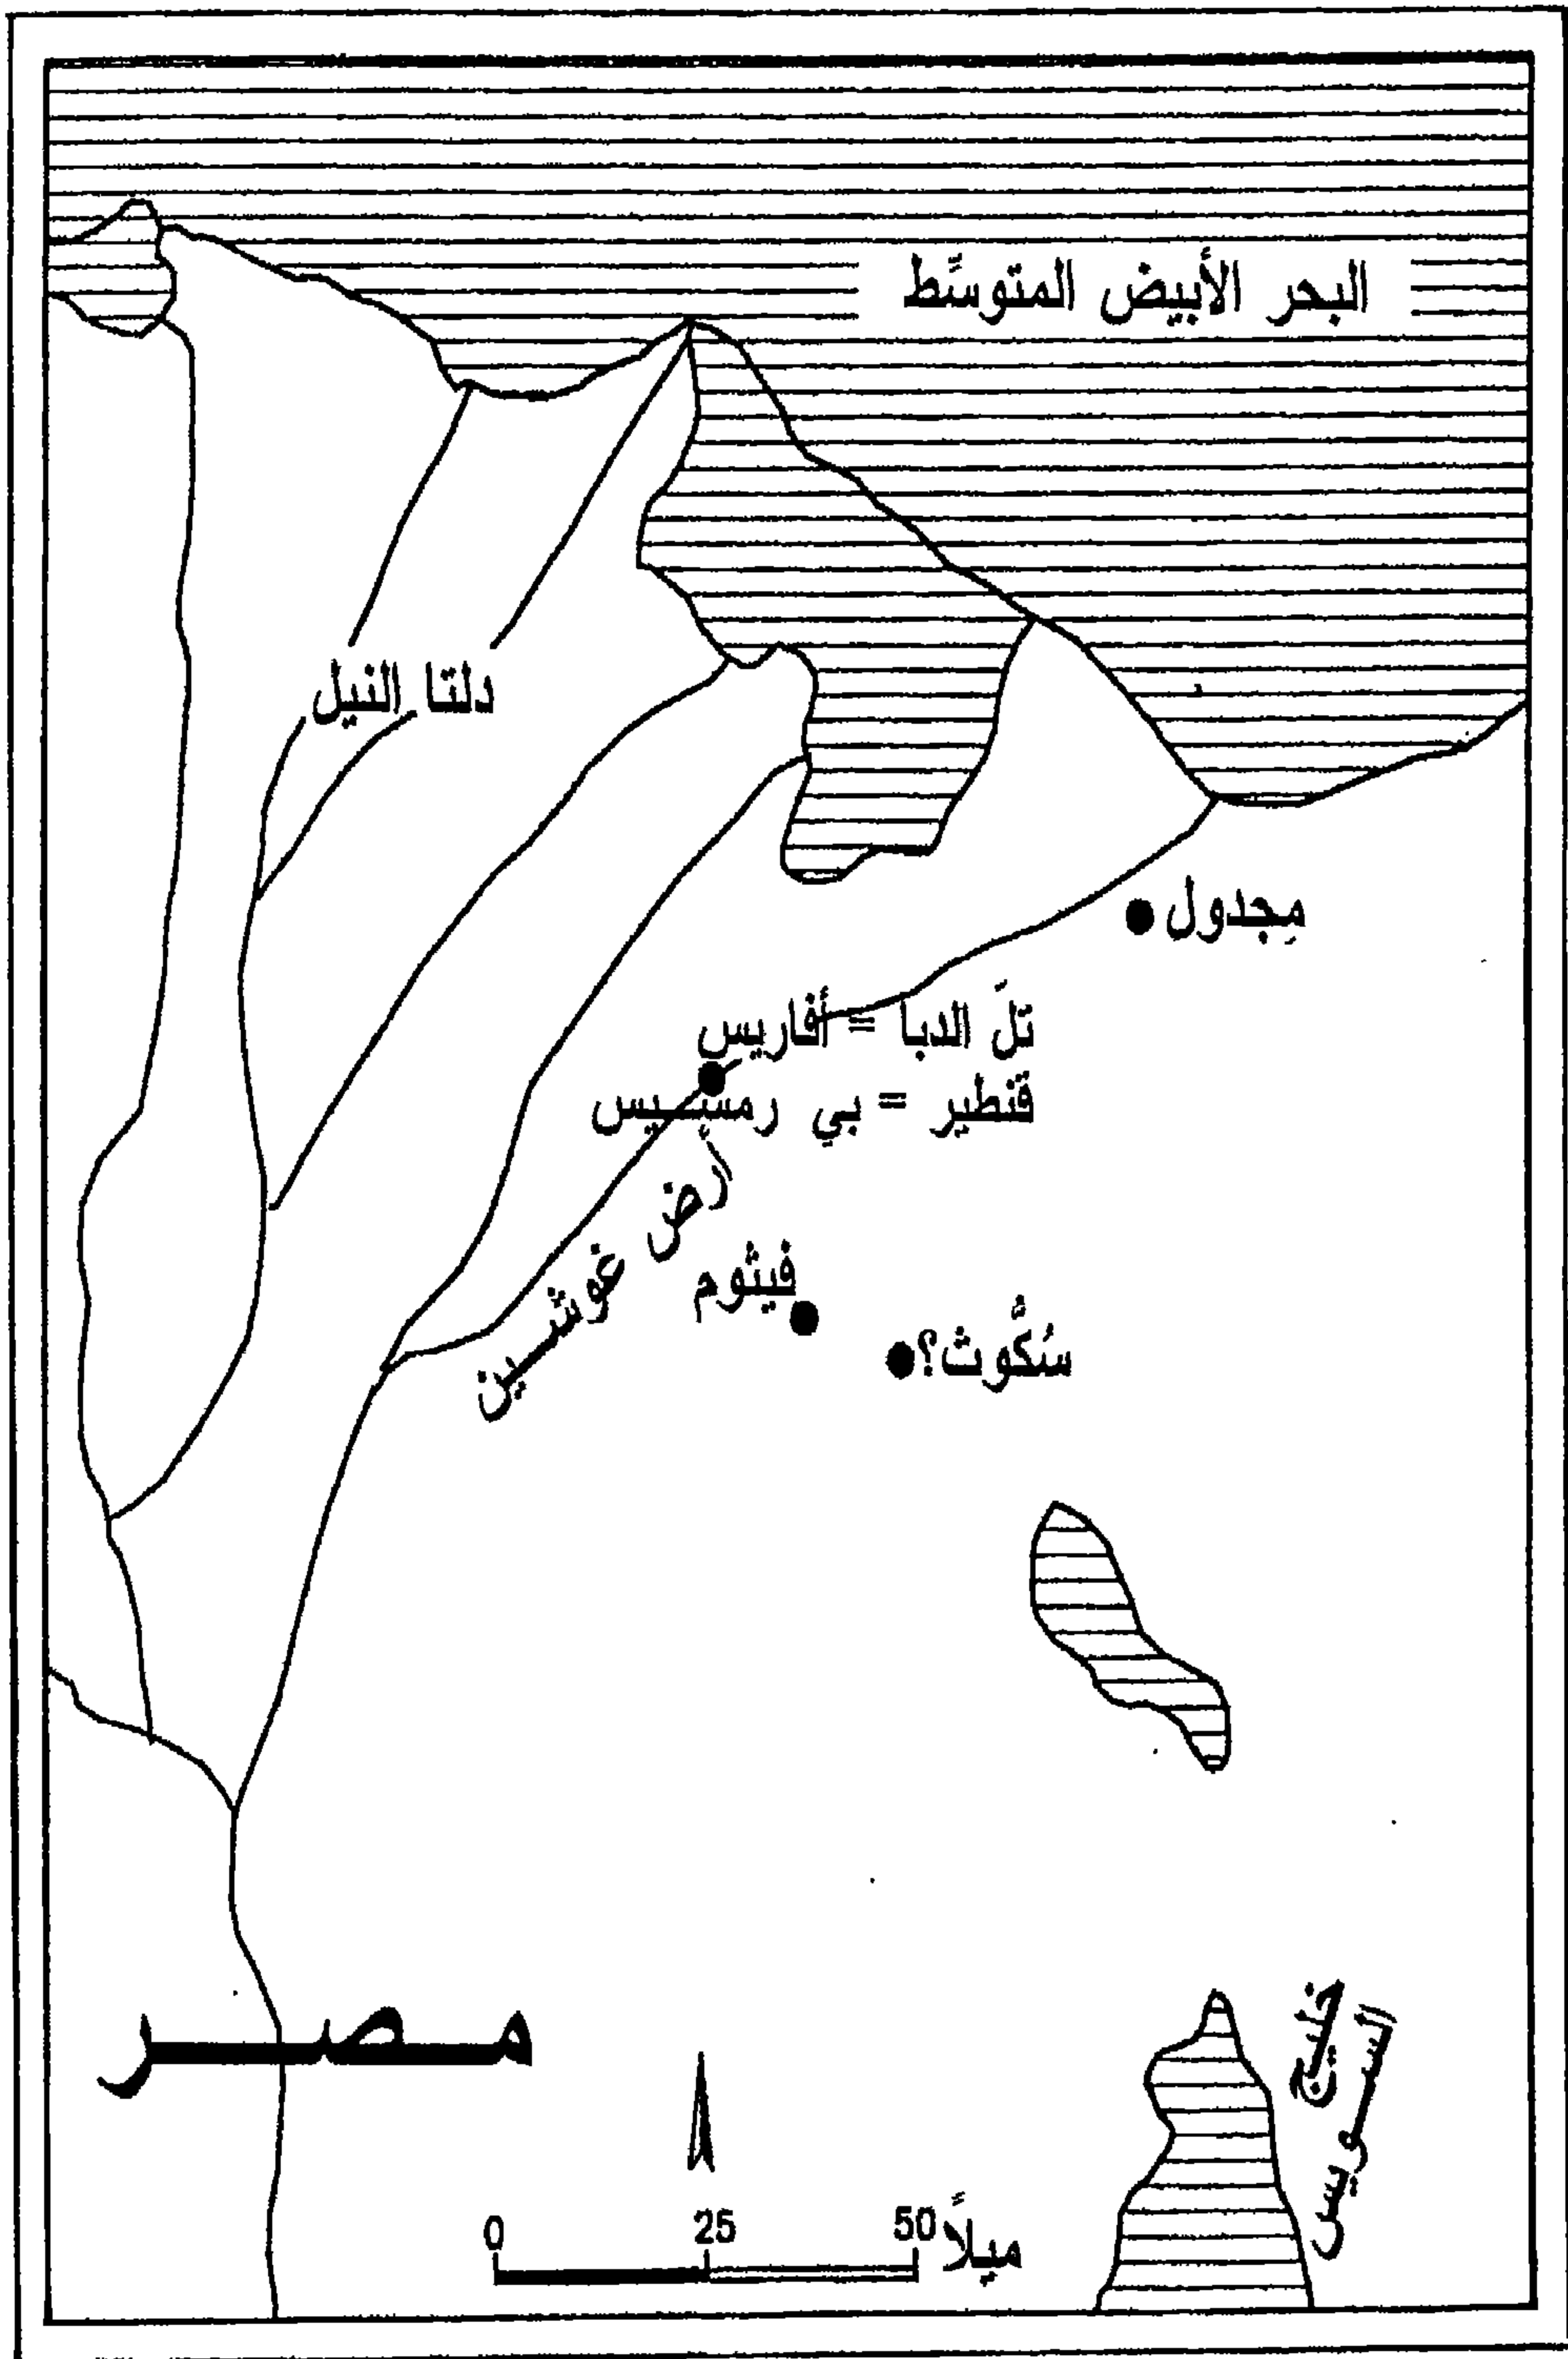 البحر الأبيض المتوسِّط
دلتا النيل
مِجدول
تلّ الدبا = أفاريس
قنطير = بي رمسيس
أرض غوشين
فيثوم
سُكُّوث؟
مصر
خليج
السويس
0 25 50 ميلاً